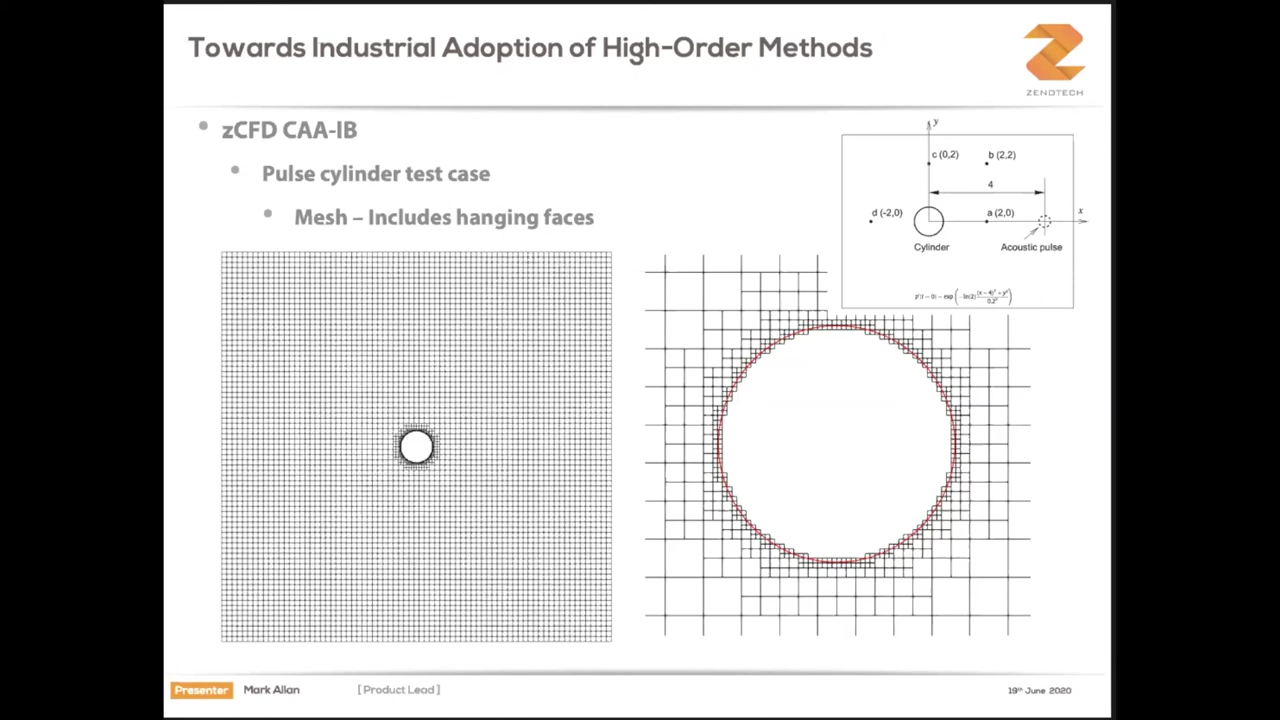 Towards Industrial Adoption of High-Order Methods
ZENOTECH
zCFD CAA-IB
Pulse cylinder test case
Mesh – Includes hanging faces
y
c (0,2)
b (2,2)
4
d (-2,0)
a (2,0)
x
Cylinder
Acoustic pulse
Presenter
Mark Allan
[ Product Lead ]
19th June 2020